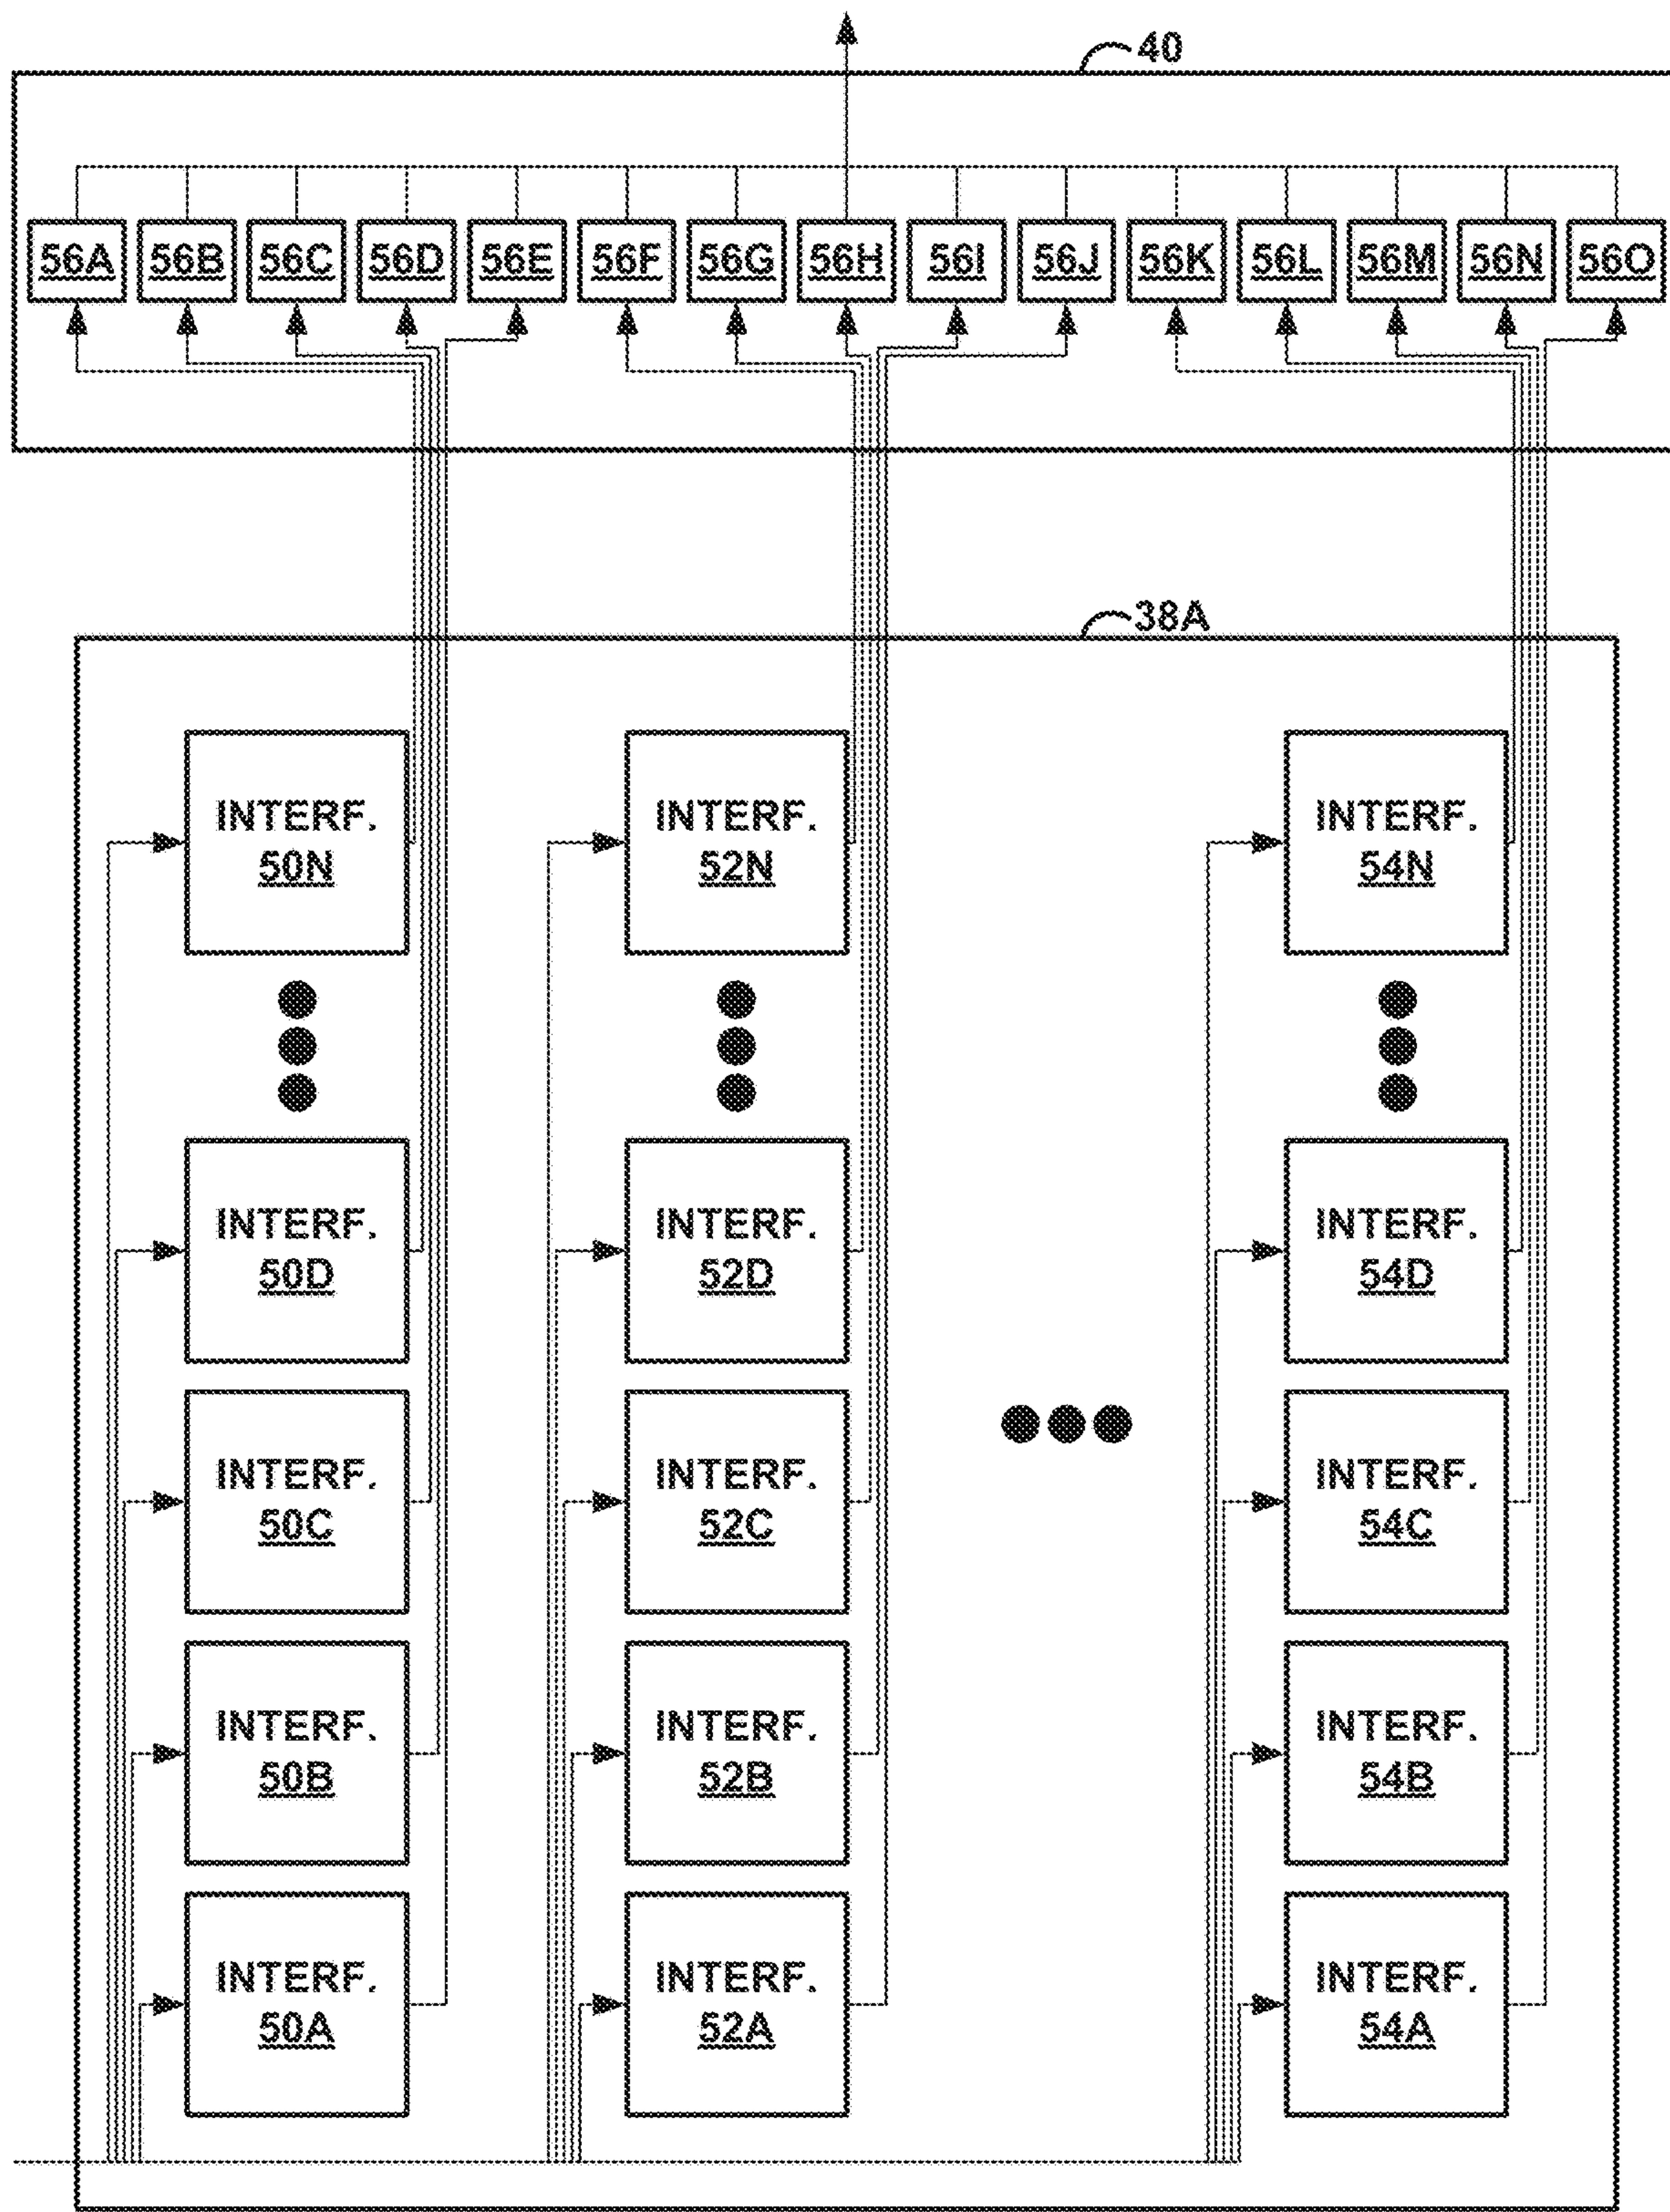 40
56A 56B 56C 56D 56E 56F 56G 56H 56I 56J 56K 56L 56M 56N 56O
38A
INTERF. INTERF. INTERF.
50N 52N 54N
INTERF. INTERF. INTERF.
50D 52D 54D
INTERF. INTERF. INTERF.
50C 52C 54C
INTERF. INTERF. INTERF.
50B 52B 54B
INTERF. INTERF. INTERF.
50A 52A 54A